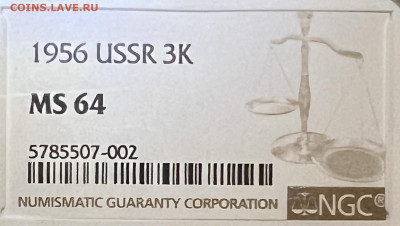 COINS.LAVE.RU
1956 USSR 3K
MS 64
5785507-002
NUMISMATIC GUARANTY CORPORATION NGC®